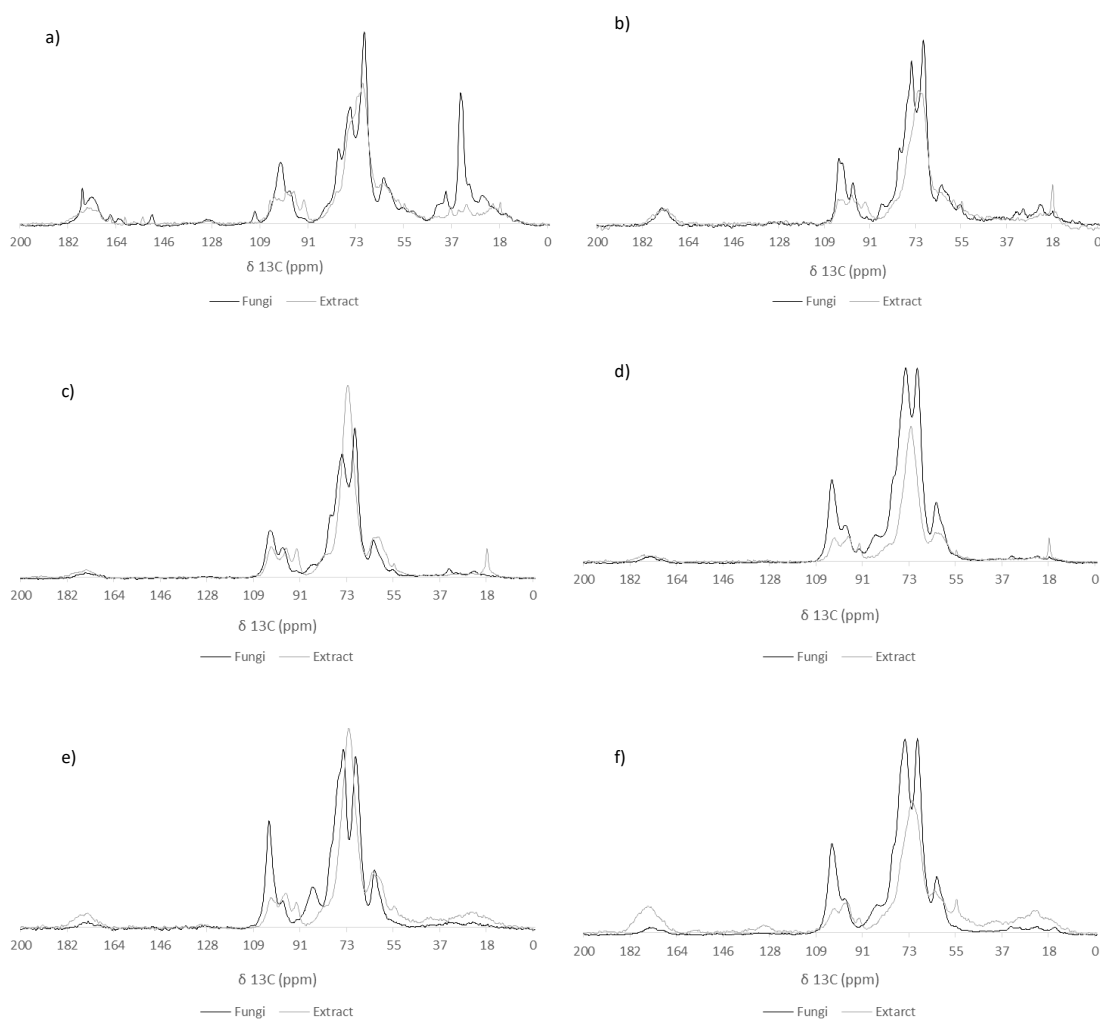 a)
200 182 164 146 128 109 91 73 55 37 18 0
δ 13C (ppm)
Fungi Extract
b)
200 182 164 146 128 109 91 73 55 37 18 0
δ 13C (ppm)
Fungi Extract
c)
200 182 164 146 128 109 91 73 55 37 18 0
δ 13C (ppm)
Fungi Extract
d)
200 182 164 146 128 109 91 73 55 37 18 0
δ 13C (ppm)
Fungi Extract
e)
200 182 164 146 128 109 91 73 55 37 18 0
δ 13C (ppm)
Fungi Extract
f)
200 182 164 146 128 109 91 73 55 37 18 0
δ 13C (ppm)
Fungi Extarct